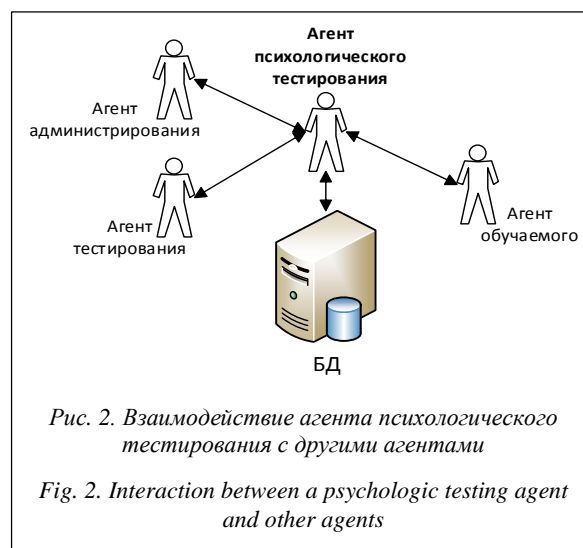 Агент
психологического
тестирования
Агент
администрирования
Агент
тестирования
Агент
обучаемого
БД
Рис. 2. Взаимодействие агента психологического
тестирования с другими агентами
Fig. 2. Interaction between a psychologic testing agent
and other agents